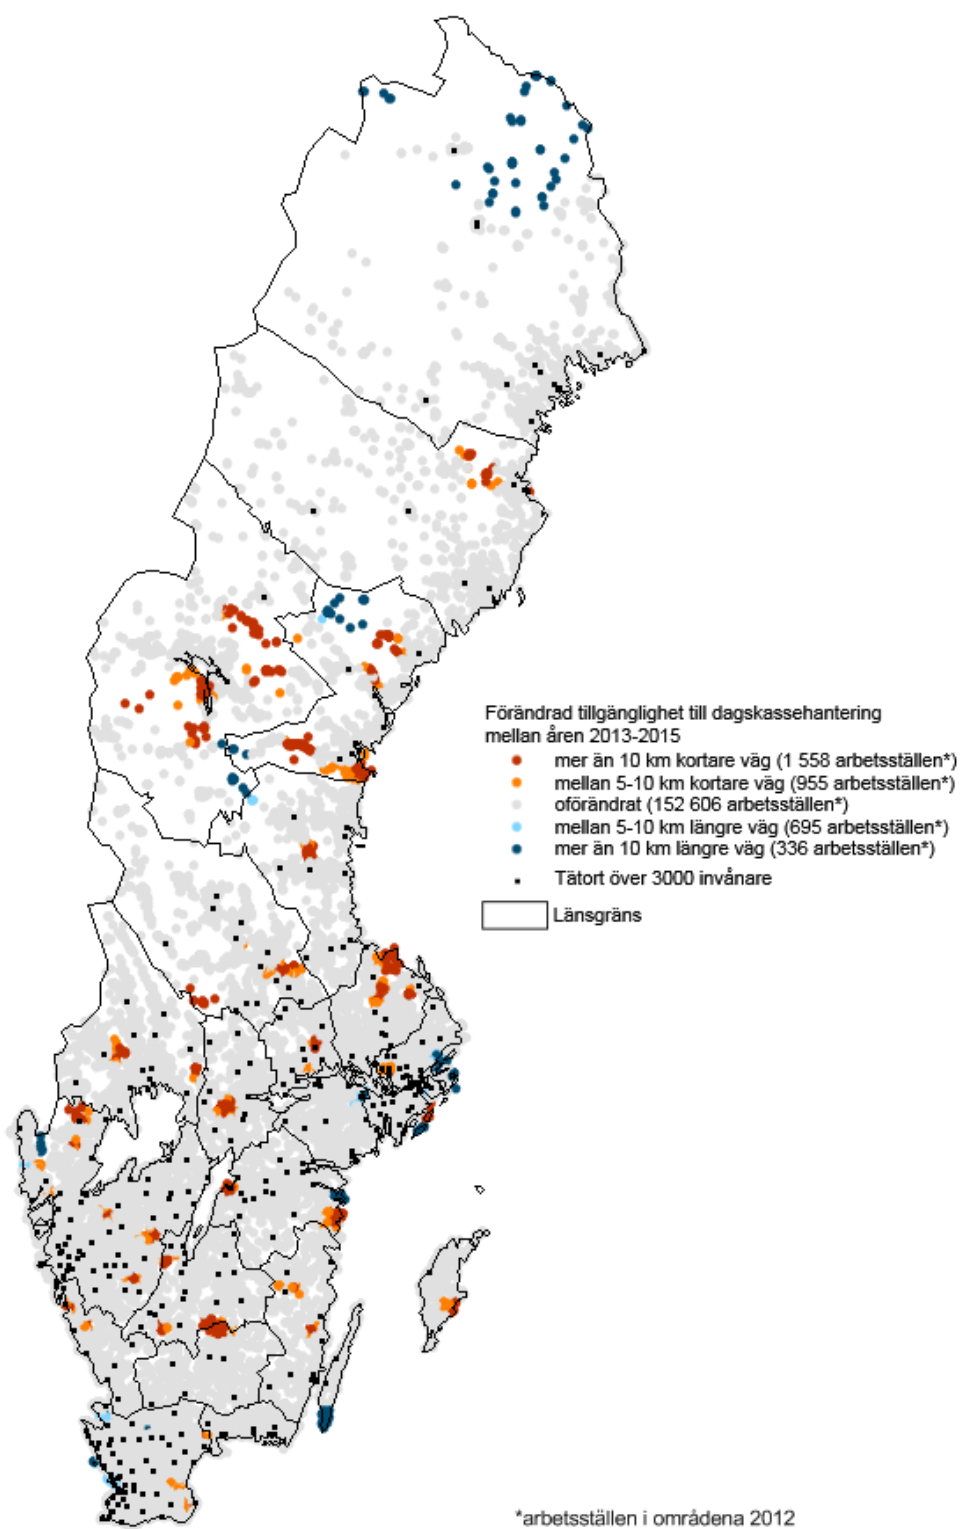 Förändrad tillgänglighet till dagskassehantering
mellan åren 2013-2015
mer än 10 km kortare väg (1 558 arbetsställen*)
mellan 5-10 km kortare väg (955 arbetsställen*)
oförändrat (152 606 arbetsställen*)
mellan 5-10 km längre väg (695 arbetsställen*)
mer än 10 km längre väg (336 arbetsställen*)
Tätort över 3000 invånare
Länsgräns
*arbetsställen i områdena 2012